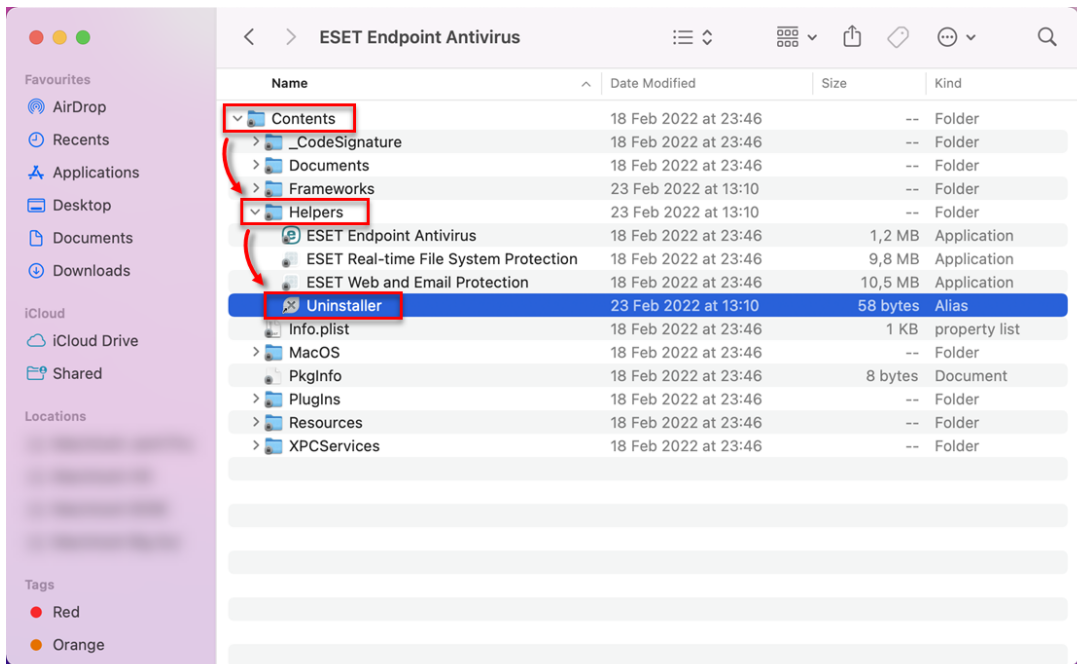 ESET Endpoint Antivirus
Favourites
AirDrop
Recents
Applications
Desktop
Documents
Downloads
iCloud
iCloud Drive
Shared
Locations
Tags
Red
Orange
Name Date Modified Size Kind
Contents 18 Feb 2022 at 23:46 -- Folder
_CodeSignature 18 Feb 2022 at 23:46 -- Folder
Documents 18 Feb 2022 at 23:46 -- Folder
Frameworks 23 Feb 2022 at 13:10 -- Folder
Helpers 23 Feb 2022 at 13:10 -- Folder
ESET Endpoint Antivirus 18 Feb 2022 at 23:46 1,2 MB Application
ESET Real-time File System Protection 18 Feb 2022 at 23:46 9,8 MB Application
ESET Web and Email Protection 18 Feb 2022 at 23:46 10,5 MB Application
Uninstaller 23 Feb 2022 at 13:10 58 bytes Alias
Info.plist 18 Feb 2022 at 23:46 1 KB property list
MacOS 18 Feb 2022 at 23:46 -- Folder
PkgInfo 18 Feb 2022 at 23:46 8 bytes Document
PlugIns 18 Feb 2022 at 23:46 -- Folder
Resources 18 Feb 2022 at 23:46 -- Folder
XPCServices 18 Feb 2022 at 23:46 -- Folder